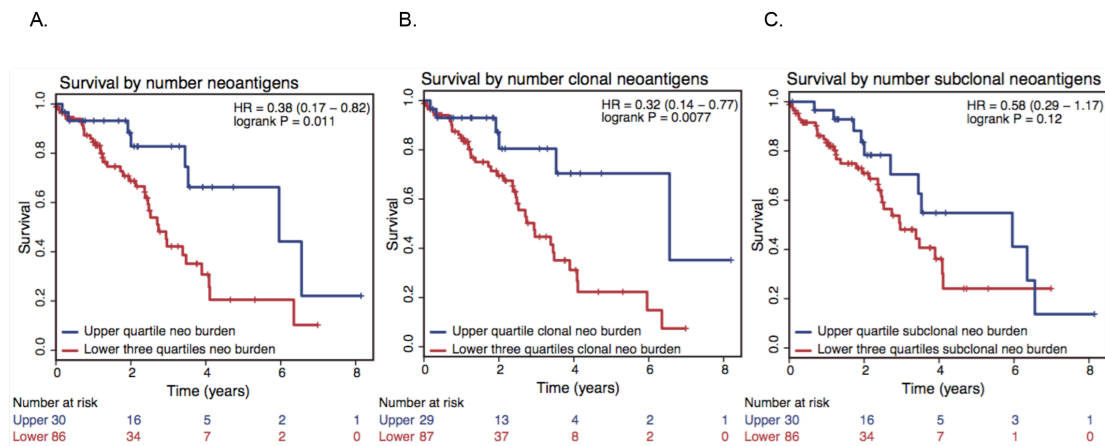 A.
B.
C.
Survival by number neoantigens
HR = 0.38 (0.17 – 0.82)
logrank P = 0.011
Survival
1.0
0.8
0.6
0.4
0.2
0.0
Upper quartile neo burden
Lower three quartiles neo burden
0 2 4 6 8
Time (years)
Number at risk
Upper 30 16 5 2 1
Lower 86 34 7 2 0
Survival by number clonal neoantigens
HR = 0.32 (0.14 – 0.77)
logrank P = 0.0077
Survival
1.0
0.8
0.6
0.4
0.2
0.0
Upper quartile clonal neo burden
Lower three quartiles clonal neo burden
0 2 4 6 8
Time (years)
Number at risk
Upper 29 13 4 2 1
Lower 87 37 8 2 0
Survival by number subclonal neoantigens
HR = 0.58 (0.29 – 1.17)
logrank P = 0.12
Survival
1.0
0.8
0.6
0.4
0.2
0.0
Upper quartile subclonal neo burden
Lower three quartiles subclonal neo burden
0 2 4 6 8
Time (years)
Number at risk
Upper 30 16 5 3 1
Lower 86 34 7 1 0